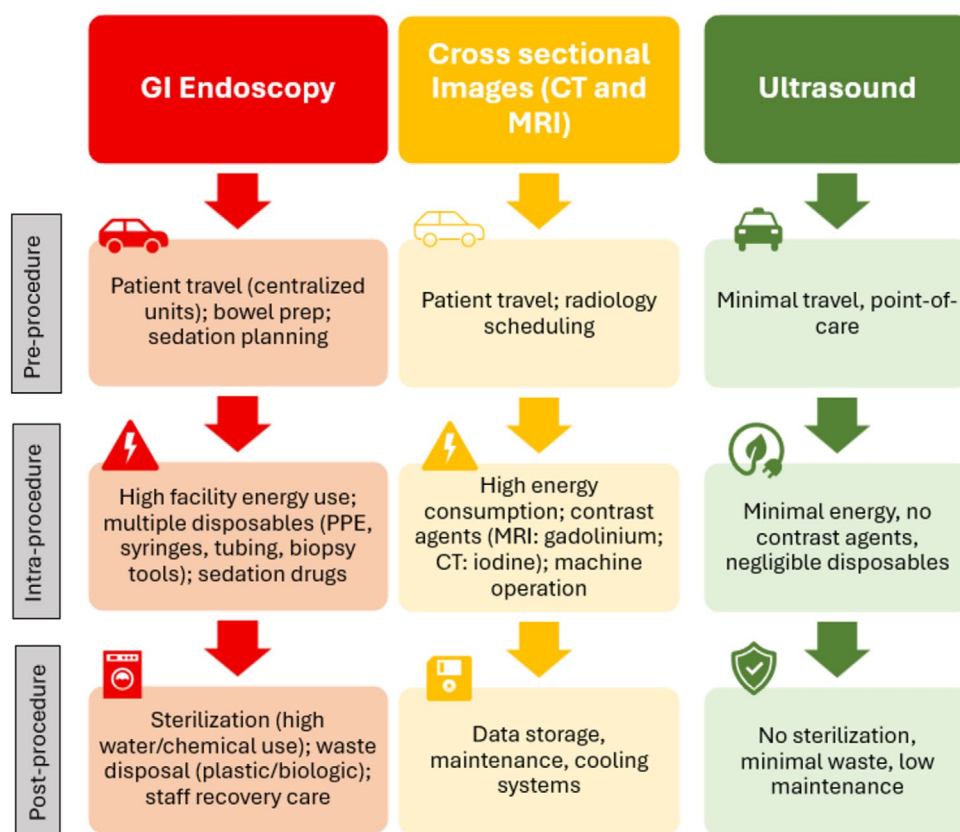 GI Endoscopy
Cross sectional
Images (CT and
MRI)
Ultrasound
Pre-procedure
Patient travel (centralized
units); bowel prep;
sedation planning
Patient travel; radiology
scheduling
Minimal travel, point-of-
care
Intra-procedure
High facility energy use;
multiple disposables (PPE,
syringes, tubing, biopsy
tools); sedation drugs
High energy
consumption; contrast
agents (MRI: gadolinium;
CT: iodine); machine
operation
Minimal energy, no
contrast agents,
negligible disposables
Post-procedure
Sterilization (high
water/chemical use); waste
disposal (plastic/biologic);
staff recovery care
Data storage,
maintenance, cooling
systems
No sterilization,
minimal waste, low
maintenance